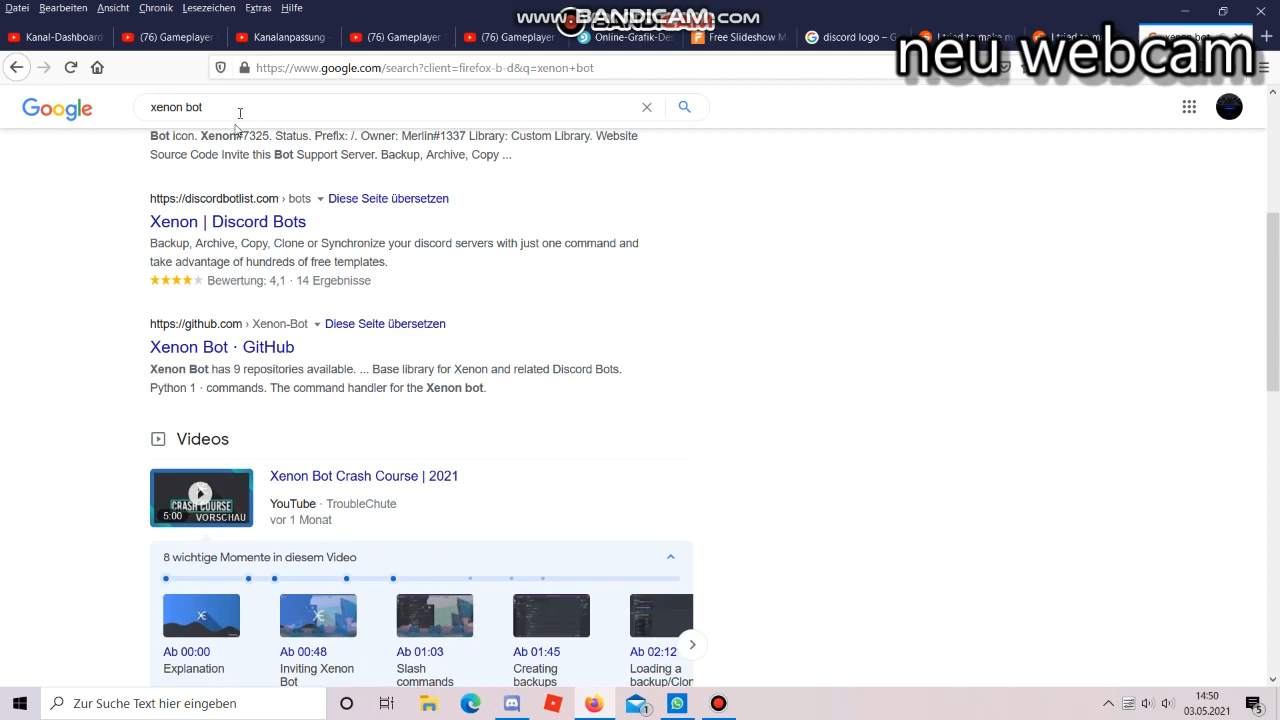 Datei Bearbeiten Ansicht Chronik Lesezeichen Extras Hilfe
www.BANDICAM.com
Kanal-Dashboard
(76) Gameplayer
Kanalanpassung
(76) Gameplayer
(76) Gameplayer
Online-Grafik-De
Free Slideshow M
discord logo – Go
I tried to make m
I tried to ma
neu webcam
https://www.google.com/search?client=firefox-b-d&q=xenon+bot
Google
xenon bot
Bot Icon. Xenon#7325. Status. Prefix: /. Owner: Merlin#1337 Library: Custom Library. Website
Source Code Invite this Bot Support Server. Backup, Archive, Copy ...
https://discordbotlist.com › bots Diese Seite übersetzen
Xenon | Discord Bots
Backup, Archive, Copy, Clone or Synchronize your discord servers with just one command and
take advantage of hundreds of free templates.
Bewertung: 4,1 · 14 Ergebnisse
https://github.com › Xenon-Bot Diese Seite übersetzen
Xenon Bot · GitHub
Xenon Bot has 9 repositories available. ... Base library for Xenon and related Discord Bots.
Python 1 · commands. The command handler for the Xenon bot.
Videos
CRASH COURSE
5:00 VORSCHAU
Xenon Bot Crash Course | 2021
YouTube · TroubleChute
vor 1 Monat
8 wichtige Momente in diesem Video
Ab 00:00
Explanation
Ab 00:48
Inviting Xenon
Bot
Ab 01:03
Slash
commands
Ab 01:45
Creating
backups
Ab 02:12
Loading a
backup/Clon
Zur Suche Text hier eingeben
1
14:50
03.05.2021
5